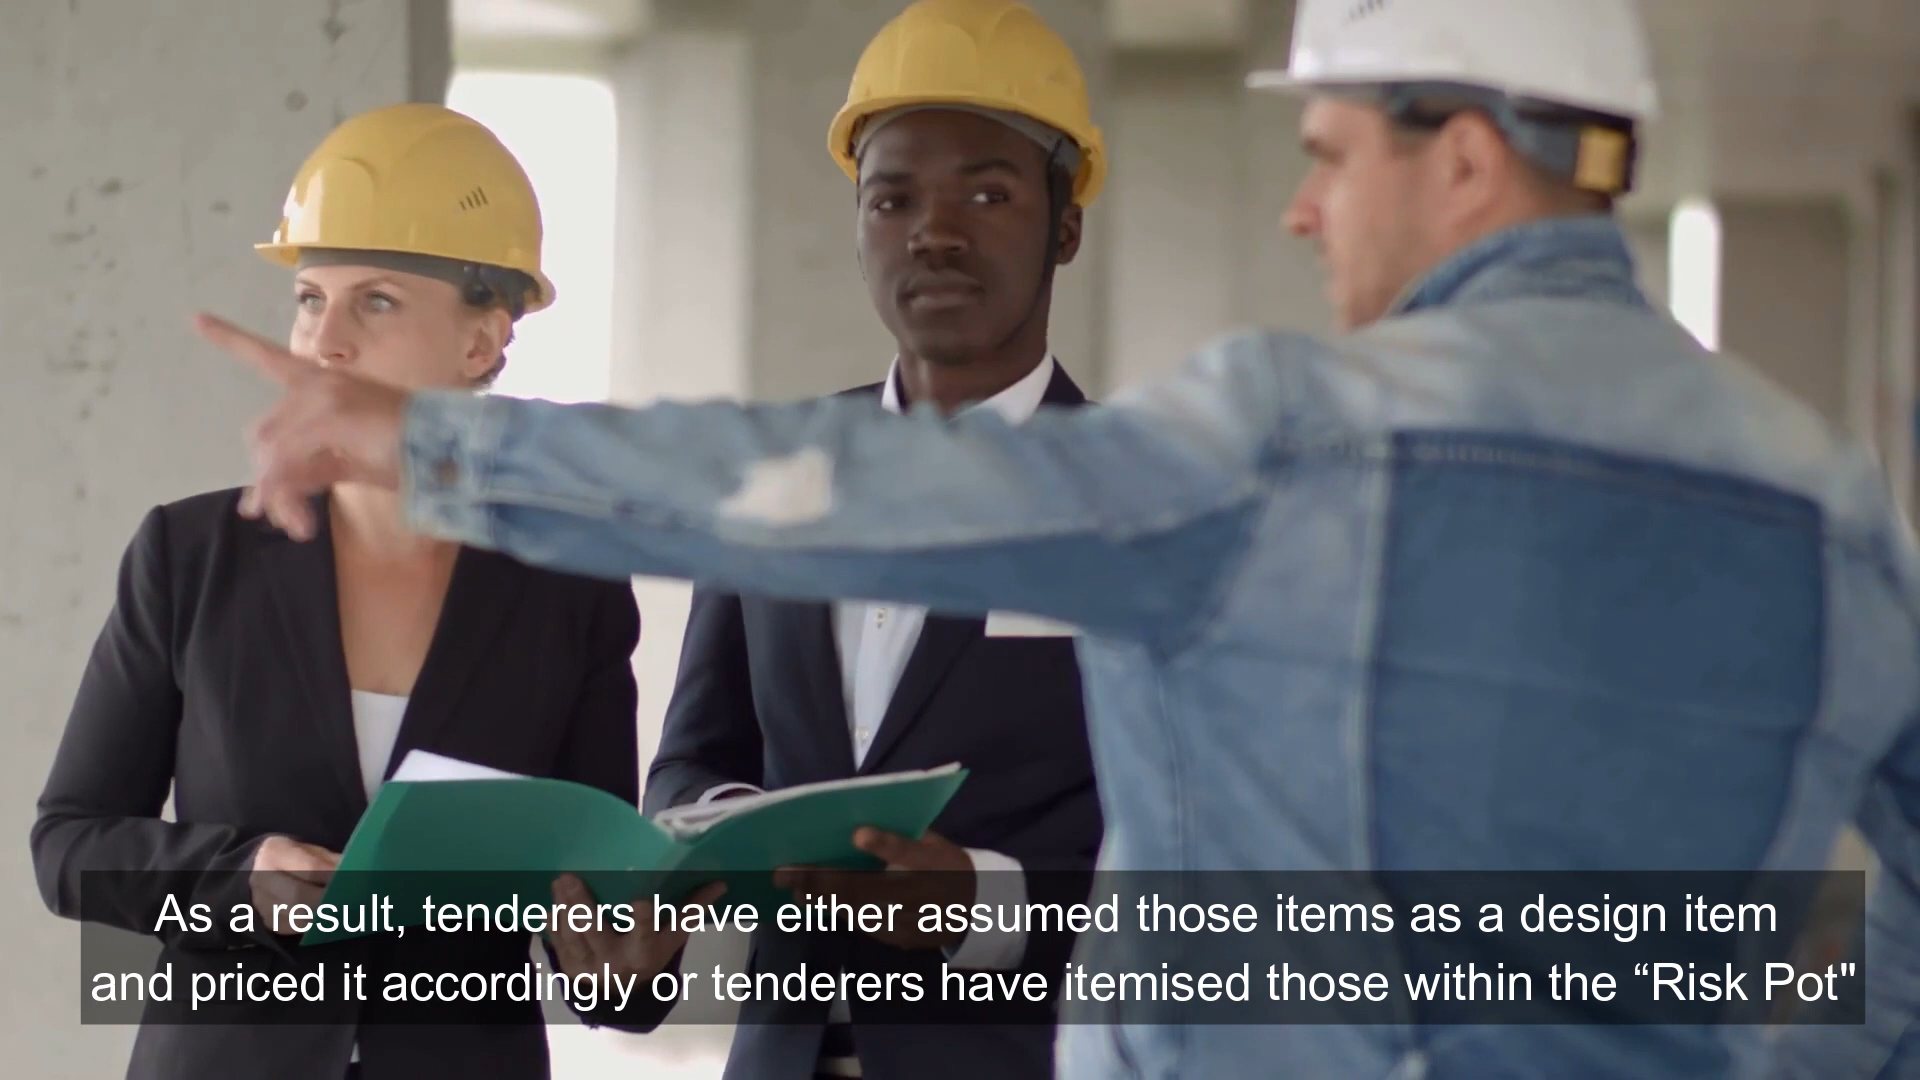 As a result, tenderers have either assumed those items as a design item
and priced it accordingly or tenderers have itemised those within the “Risk Pot"